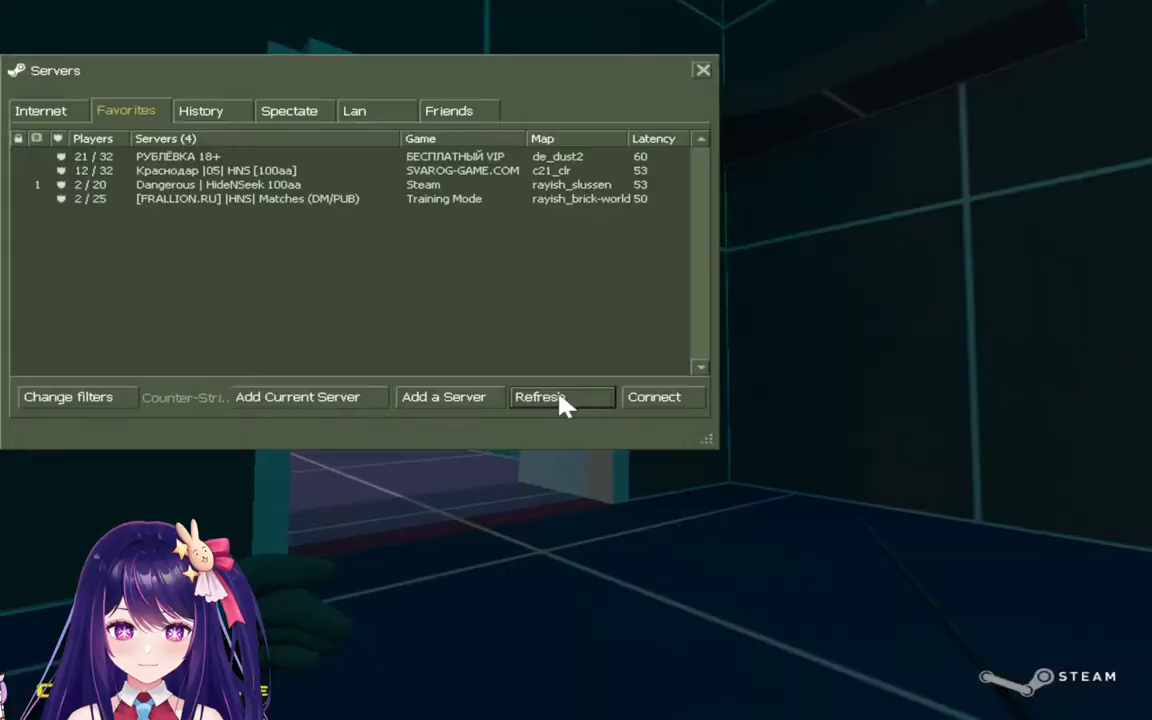 Servers
Internet Favorites History Spectate Lan Friends
Players Servers (4) Game Map Latency
21 / 32 РУБЛЁВКА 18+ БЕСПЛАТНЫЙ VIP de_dust2 60
12 / 32 Краснодар |05| HNS [100aa] SVAROG-GAME.COM c21_clr 53
1 2 / 20 Dangerous | HideNSeek 100aa Steam rayish_slussen 53
2 / 25 [FRALLION.RU] |HNS| Matches (DM/PUB) Training Mode rayish_brick-world 50
Change filters Counter-Stri.. Add Current Server Add a Server Refresh Connect
STEAM